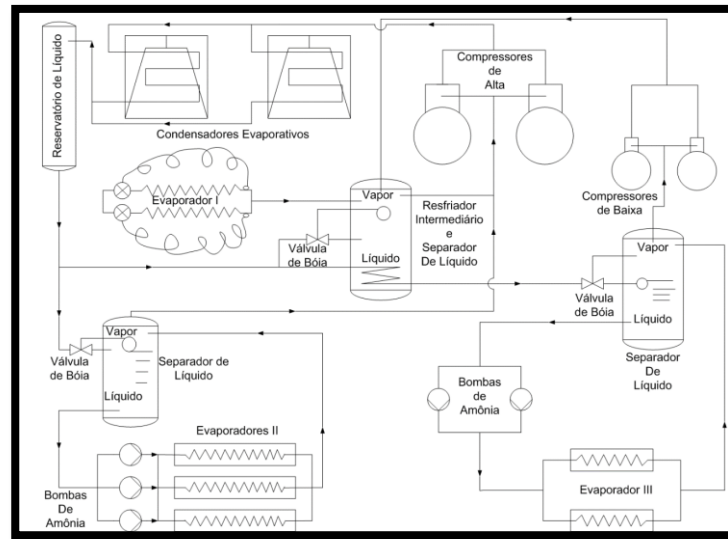 Reservatório de Líquido
Condensadores Evaporativos
Compressores
de
Alta
Compressores
de Baixa
Evaporador I
Vapor
Válvula
de Bóia
Líquido
Resfriador
Intermediário
e
Separador
De Líquido
Vapor
Válvula
de Bóia
Líquido
Separador
De
Líquido
Vapor
Válvula
de Bóia
Separador de
Líquido
Líquido
Bombas
de
Amônia
Evaporadores II
Bombas
De
Amônia
Evaporador III